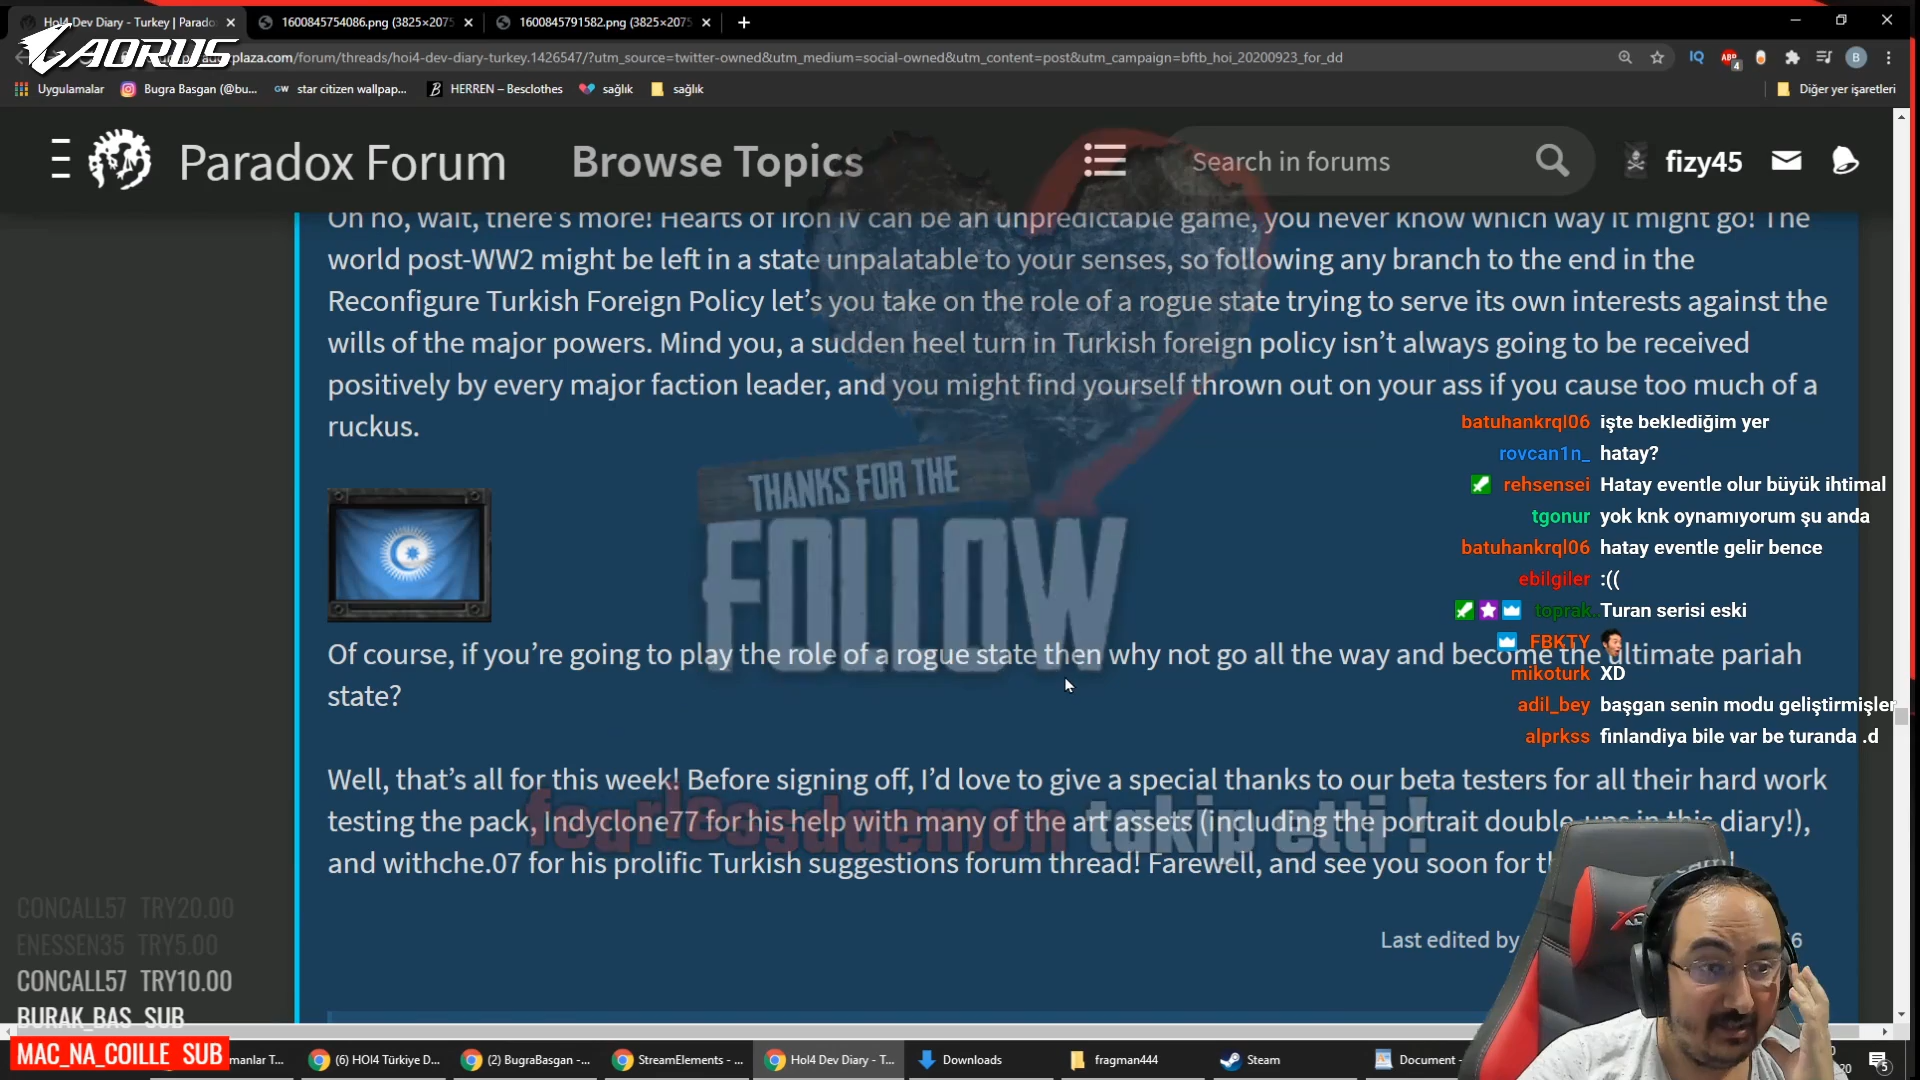 HoI4 Dev Diary - Turkey | Parado
1600845754086.png (3825×2075
1600845791582.png (3825×2075
AORUS
plaza.com/forum/threads/hoi4-dev-diary-turkey.1426547/?utm_source=twitter-owned&utm_medium=social-owned&utm_content=post&utm_campaign=bftb_hoi_20200923_for_dd
IQ
ABP
4
B
Uygulamalar
Bugra Basgan (@bu...
GW
star citizen wallpap...
B
HERREN – Besclothes
sağlık
sağlık
Diğer yer işaretleri
Paradox Forum
Browse Topics
Search in forums
fizy45
Oh no, wait, there's more! Hearts of Iron IV can be an unpredictable game, you never know which way it might go! The
world post-WW2 might be left in a state unpalatable to your senses, so following any branch to the end in the
Reconfigure Turkish Foreign Policy let's you take on the role of a rogue state trying to serve its own interests against the
wills of the major powers. Mind you, a sudden heel turn in Turkish foreign policy isn't always going to be received
positively by every major faction leader, and you might find yourself thrown out on your ass if you cause too much of a
ruckus.
batuhankrql06 işte beklediğim yer
rovcan1n_ hatay?
rehsensei Hatay eventle olur büyük ihtimal
tgonur yok knk oynamıyorum şu anda
batuhankrql06 hatay eventle gelir bence
ebilgiler :((
toprak.. Turan serisi eski
FBKTY
mikoturk XD
adil_bey başgan senin modu geliştirmişler
alprkss finlandiya bile var be turanda .d
THANKS FOR THE
FOLLOW
Of course, if you're going to play the role of a rogue state then why not go all the way and become the ultimate pariah
state?
Well, that's all for this week! Before signing off, I'd love to give a special thanks to our beta testers for all their hard work
testing the pack, Indyclone77 for his help with many of the art assets (including the portrait double-ups in this diary!),
and withche.07 for his prolific Turkish suggestions forum thread! Farewell, and see you soon for
takip etti !
Last edited by
6
CONCALL57 TRY20.00
ENESSEN35 TRY5.00
CONCALL57 TRY10.00
BURAK_BAS SUB
MAC_NA_COILLE SUB
manlar T...
(6) HOI4 Türkiye D...
(2) BugraBasgan -...
StreamElements - ...
HoI4 Dev Diary - T...
Downloads
fragman444
Steam
Document -
20
5